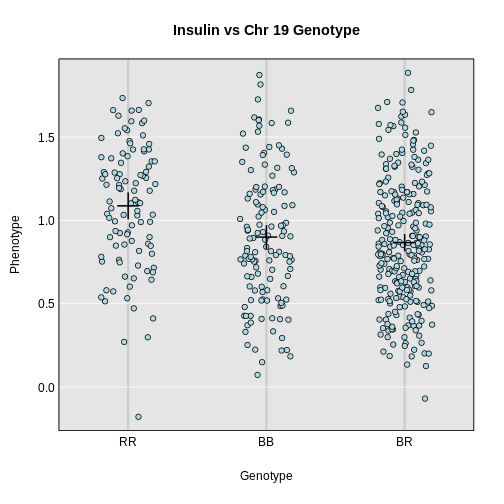 Insulin vs Chr 19 Genotype
Phenotype
1.5
1.0
0.5
0.0
RR BB BR
Genotype